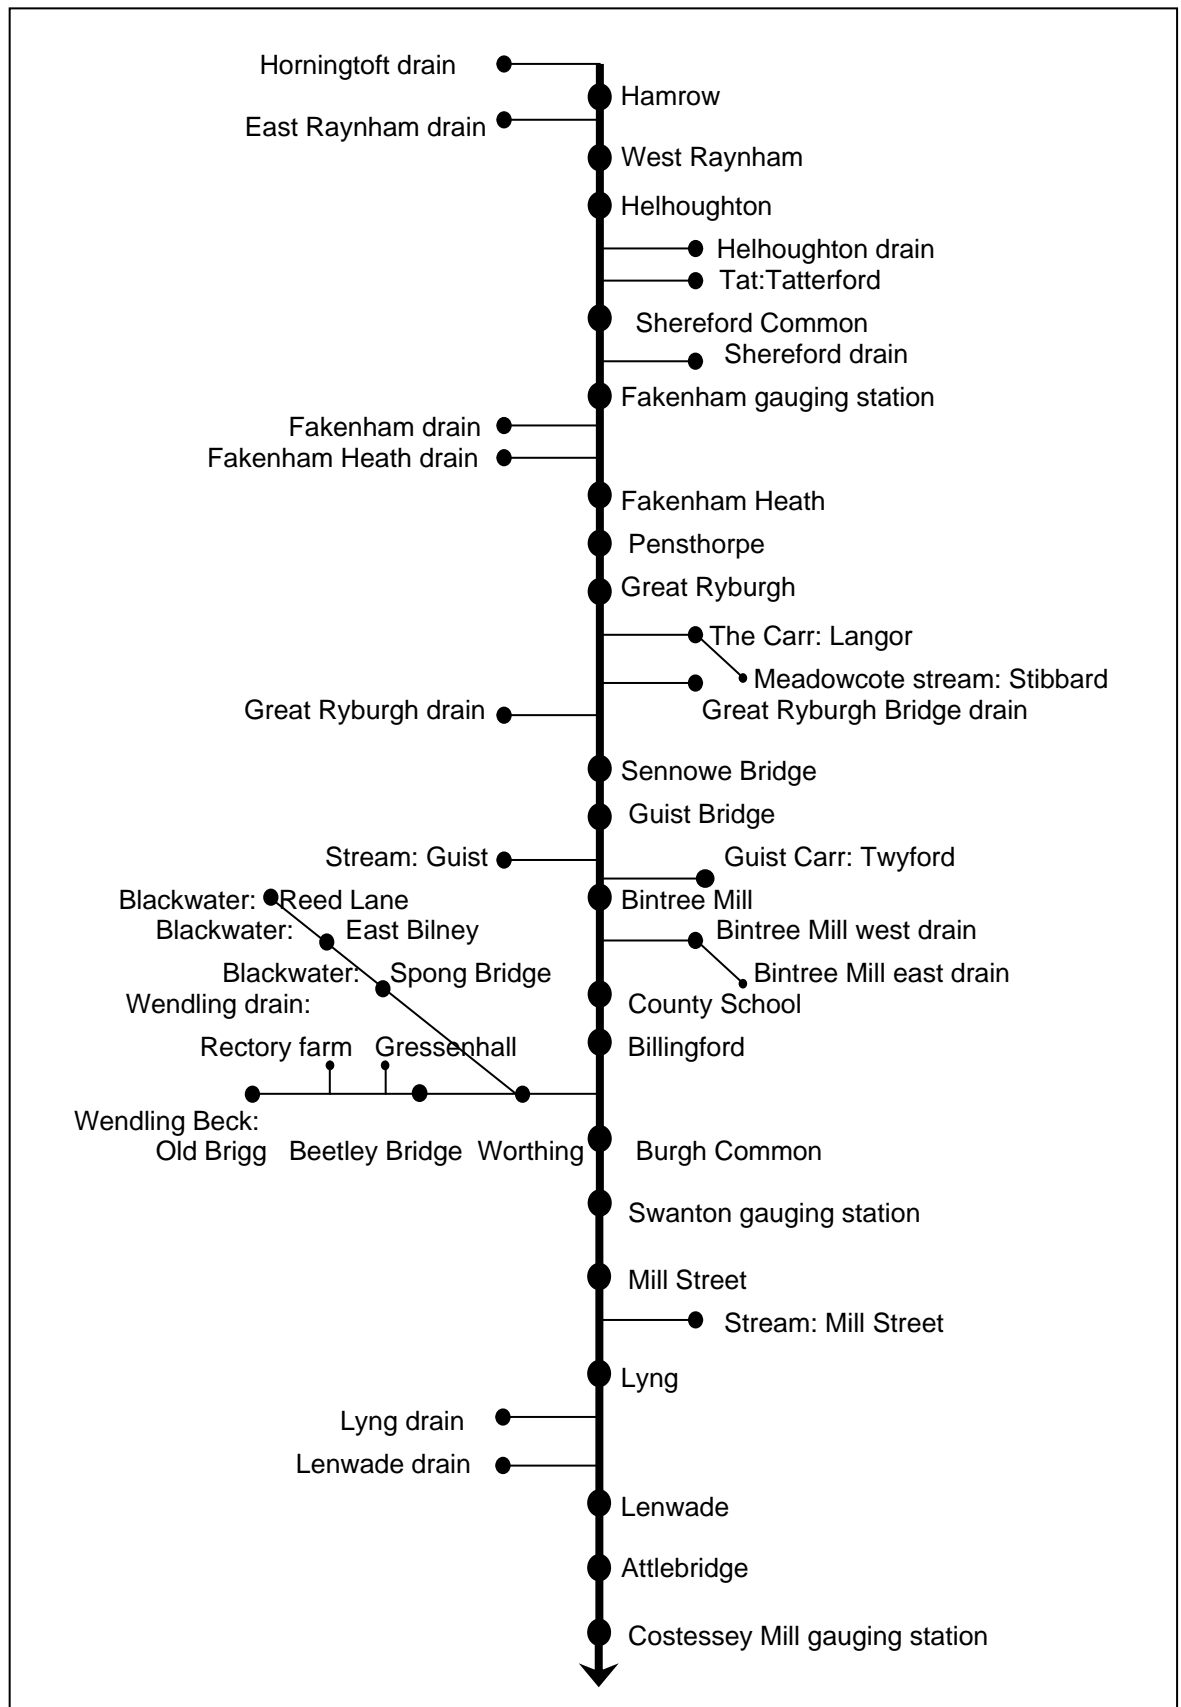 Horningtoft drain
Hamrow
East Raynham drain
West Raynham
Helhoughton
Helhoughton drain
Tat:Tatterford
Shereford Common
Shereford drain
Fakenham gauging station
Fakenham drain
Fakenham Heath drain
Fakenham Heath
Pensthorpe
Great Ryburgh
The Carr: Langor
Meadowcote stream: Stibbard
Great Ryburgh drain
Great Ryburgh Bridge drain
Sennowe Bridge
Guist Bridge
Stream: Guist
Guist Carr: Twyford
Blackwater: Reed Lane
Bintree Mill
Blackwater: East Bilney
Bintree Mill west drain
Blackwater: Spong Bridge
Bintree Mill east drain
Wendling drain:
County School
Rectory farm Gressenhall
Billingford
Wendling Beck:
Old Brigg Beetley Bridge Worthing
Burgh Common
Swanton gauging station
Mill Street
Stream: Mill Street
Lyng
Lyng drain
Lenwade drain
Lenwade
Attlebridge
Costessey Mill gauging station